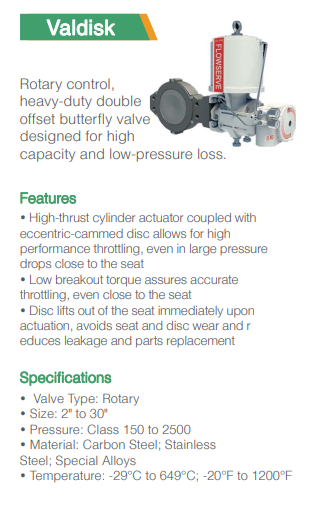 Valdisk
FLOWSERVE
Rotary control,
heavy-duty double
offset butterfly valve
designed for high
capacity and low-pressure loss.
Features
• High-thrust cylinder actuator coupled with
eccentric-cammed disc allows for high
performance throttling, even in large pressure
drops close to the seat
• Low breakout torque assures accurate
throttling, even close to the seat
• Disc lifts out of the seat immediately upon
actuation, avoids seat and disc wear and r
educes leakage and parts replacement
Specifications
• Valve Type: Rotary
• Size: 2" to 30"
• Pressure: Class 150 to 2500
• Material: Carbon Steel; Stainless
Steel; Special Alloys
• Temperature: -29°C to 649°C; -20°F to 1200°F